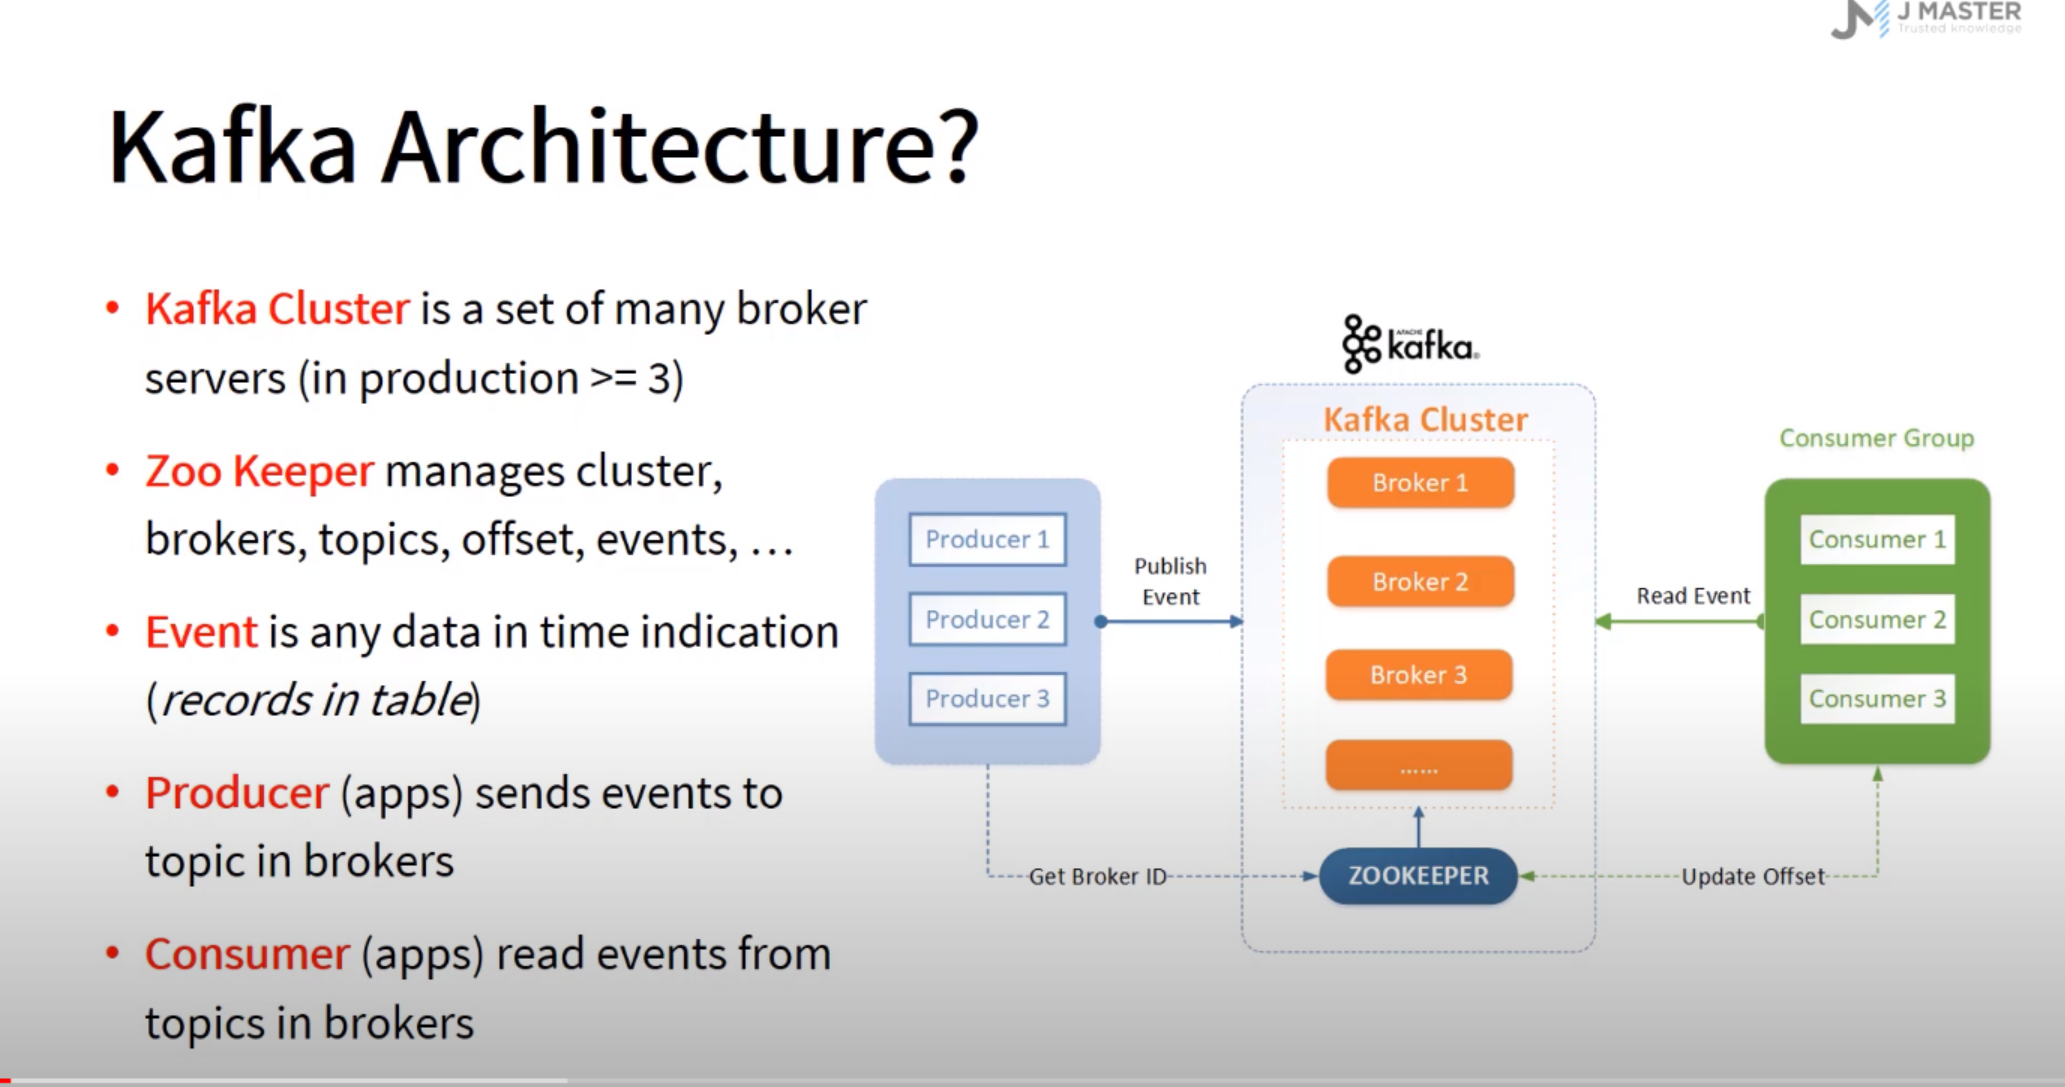 J MASTER
Trusted knowledge
Kafka Architecture?
• Kafka Cluster is a set of many broker
servers (in production >= 3)
• Zoo Keeper manages cluster,
brokers, topics, offset, events, ...
• Event is any data in time indication
(records in table)
• Producer (apps) sends events to
topic in brokers
• Consumer (apps) read events from
topics in brokers
APACHE
kafka®
Kafka Cluster
Broker 1
Broker 2
Broker 3
......
ZOOKEEPER
Producer 1
Producer 2
Producer 3
Publish
Event
Get Broker ID
Consumer Group
Consumer 1
Consumer 2
Consumer 3
Read Event
Update Offset